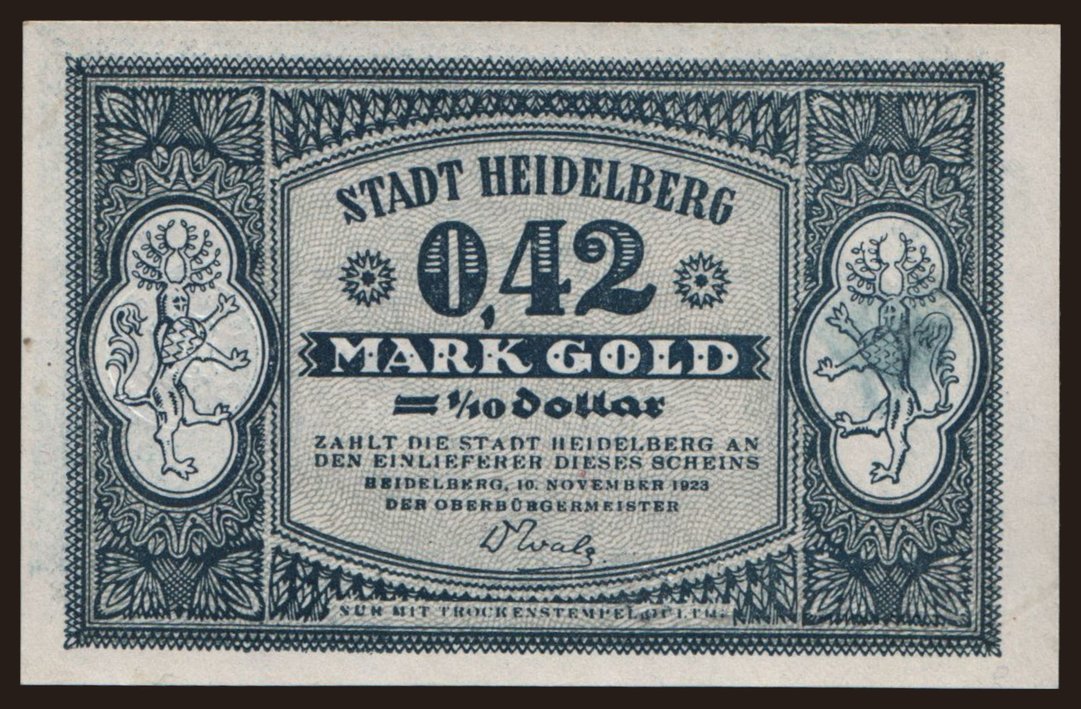 STADT HEIDELBERG
0,42
MARK GOLD
= 1/10 dollar
ZAHLT DIE STADT HEIDELBERG AN
DEN EINLIEFERER DIESES SCHEINS
HEIDELBERG, 10. NOVEMBER 1923
DER OBERBÜRGERMEISTER
NUR MIT TROCKENSTEMPEL GÜLTIG